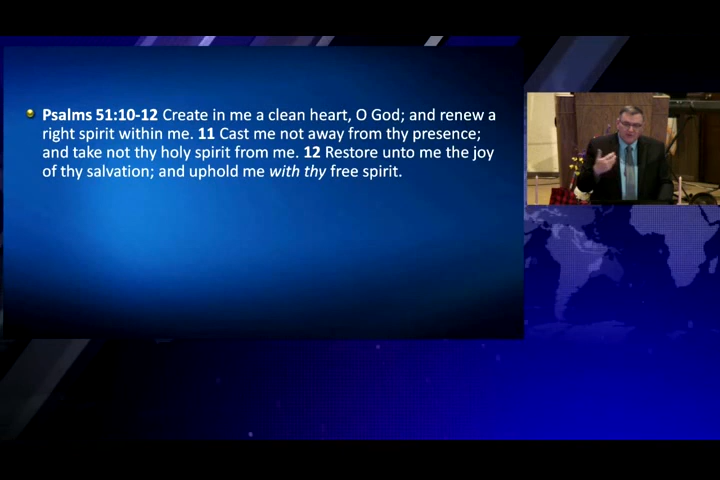 Psalms 51:10-12 Create in me a clean heart, O God; and renew a
right spirit within me. 11 Cast me not away from thy presence;
and take not thy holy spirit from me. 12 Restore unto me the joy
of thy salvation; and uphold me with thy free spirit.